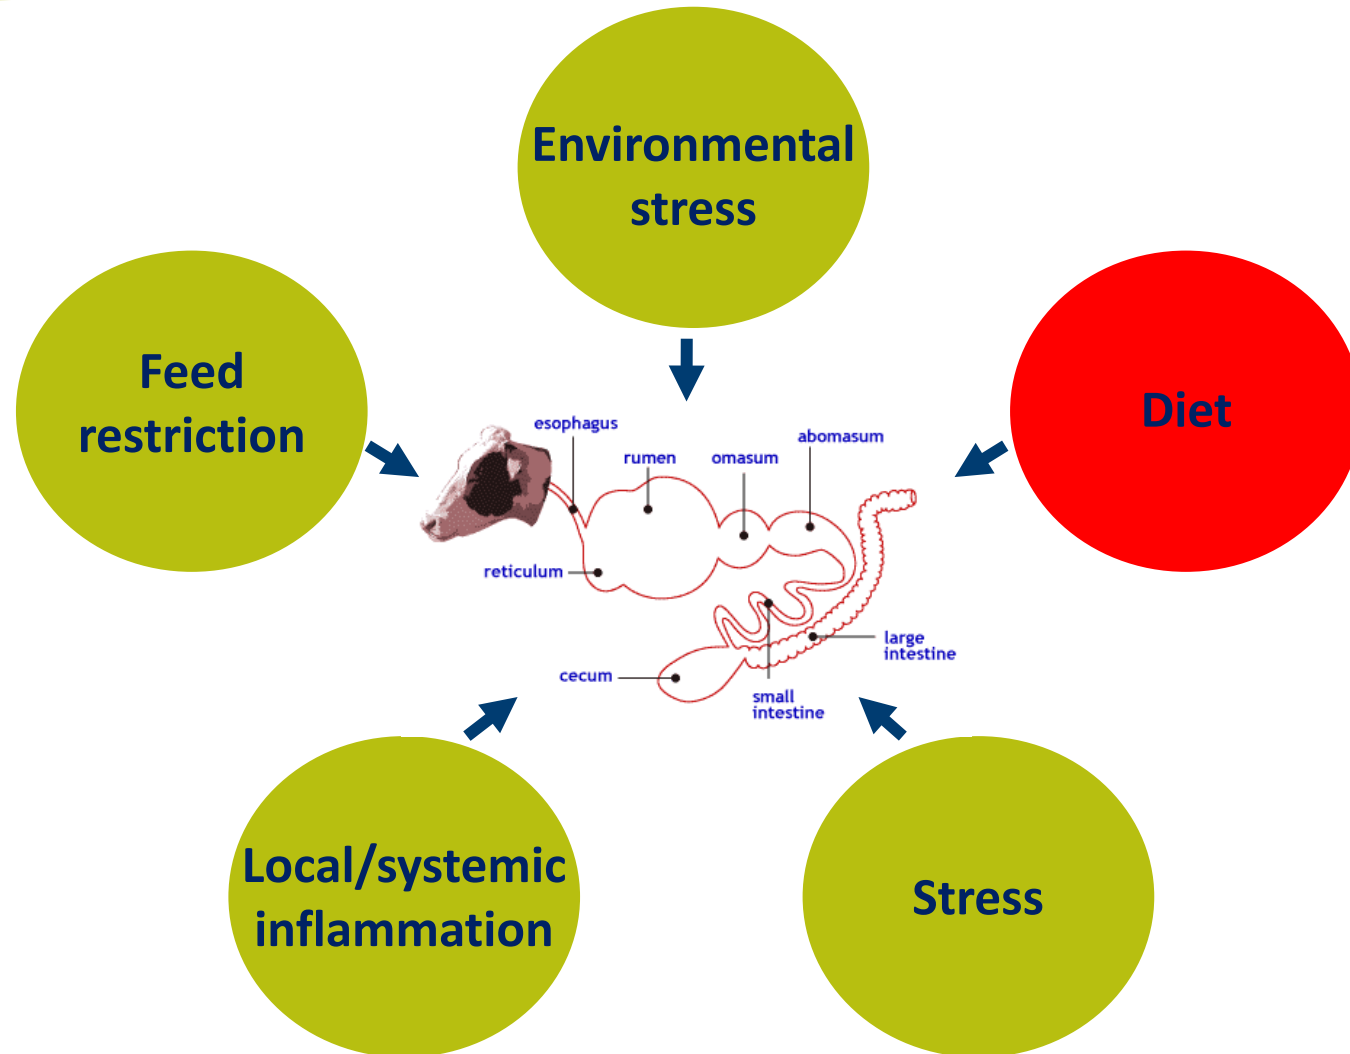 Environmental
stress
Feed
restriction
Diet
esophagus
rumen
omasum
abomasum
reticulum
large
intestine
cecum
small
intestine
Local/systemic
inflammation
Stress